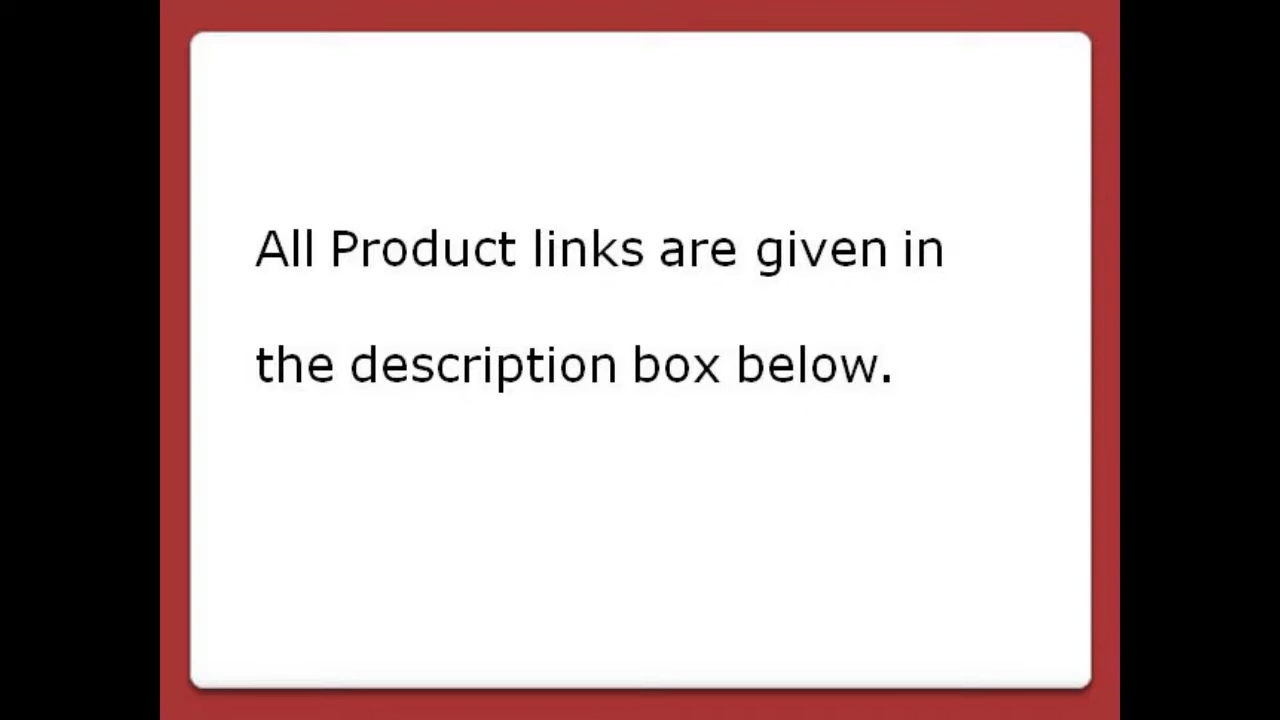 All Product links are given in
the description box below.